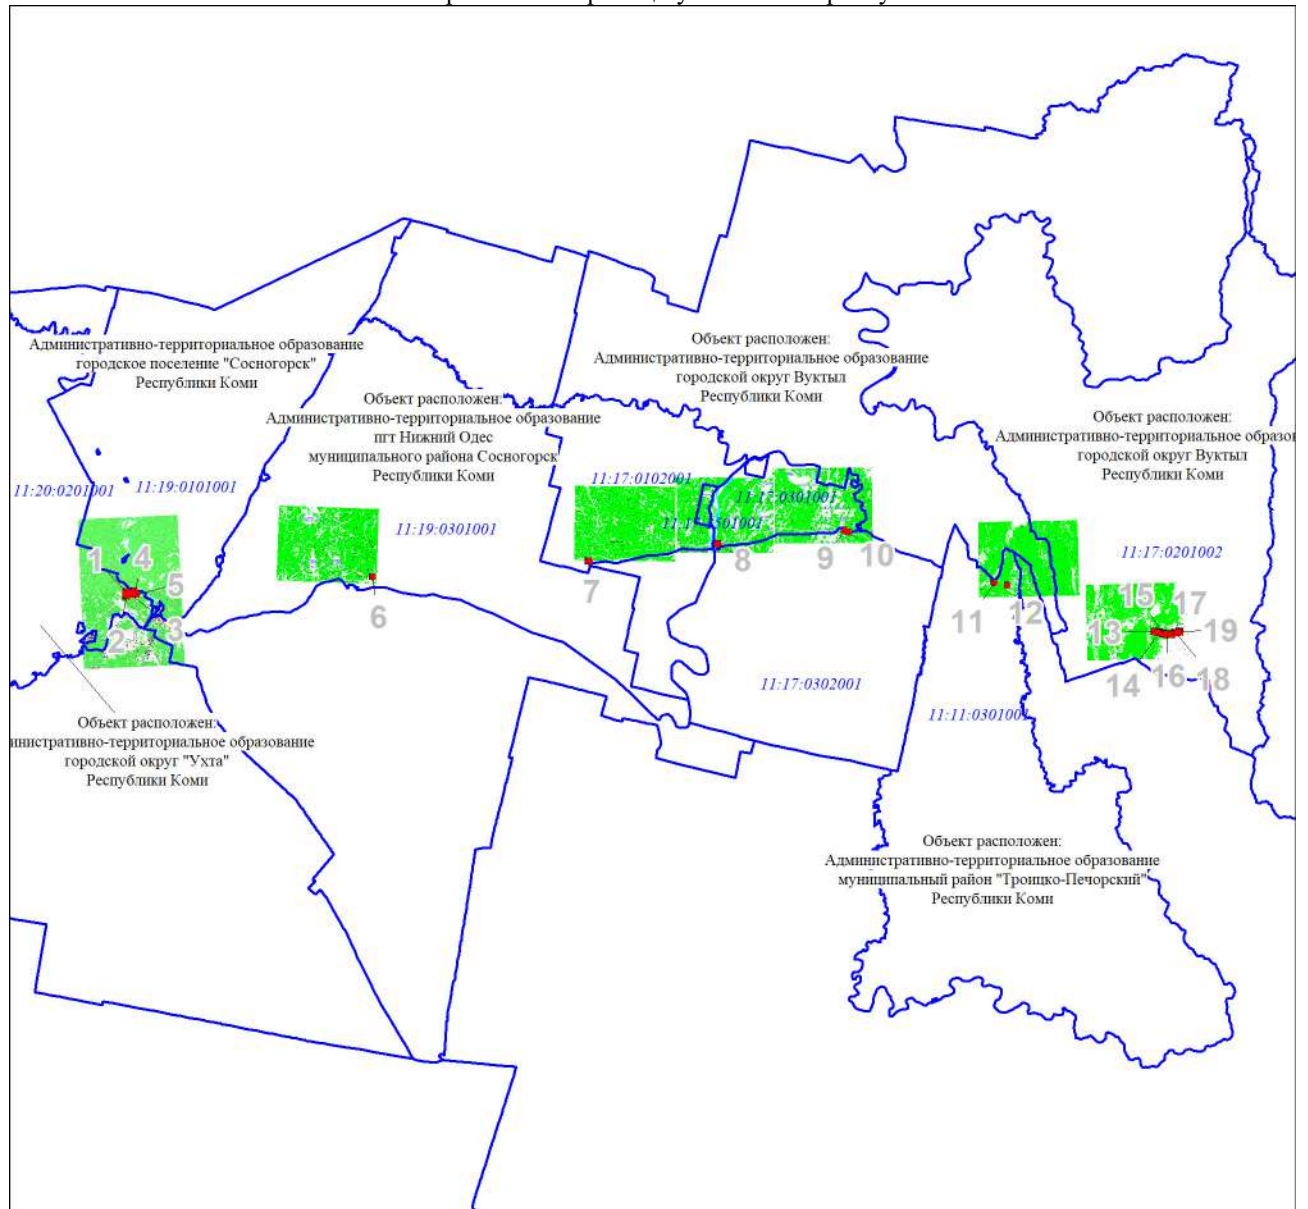 Административно-территориальное образование
городское поселение "Сосногорск"
Республики Коми
Объект расположен:
Административно-территориальное образование
городской округ Вуктыл
Республики Коми
Объект расположен:
Административно-территориальное образование
пгт Нижний Одес
муниципального района Сосногорск
Республики Коми
Объект расположен:
Административно-территориальное образов
городской округ Вуктыл
Республики Коми
11:20:0201001
11:19:0101001
11:19:0301001
11:17:0102001
11:17:0301001
11:17:0201002
1
4
5
2
3
6
7
8
9
10
11
12
13
15
17
19
14
16
18
11:17:0302001
11:11:0301001
Объект расположен:
министративно-территориальное образование
городской округ "Ухта"
Республики Коми
Объект расположен:
Административно-территориальное образование
муниципальный район "Троицко-Печорский"
Республики Коми